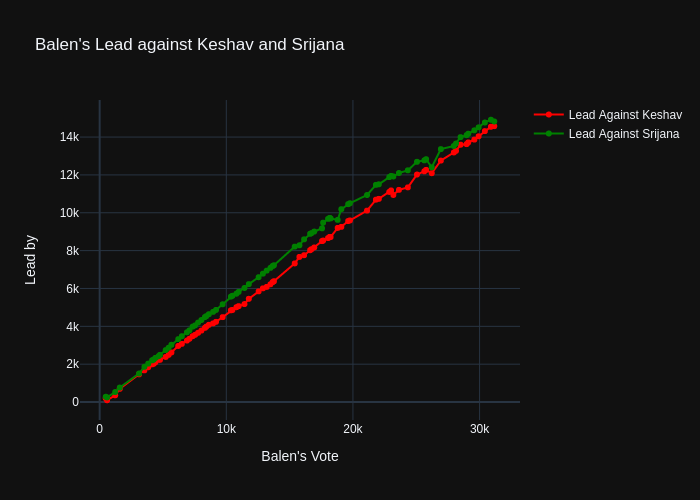 Balen's Lead against Keshav and Srijana
Lead Against Keshav
Lead Against Srijana
14k
12k
10k
8k
6k
4k
2k
0
Lead by
0
10k
20k
30k
Balen's Vote